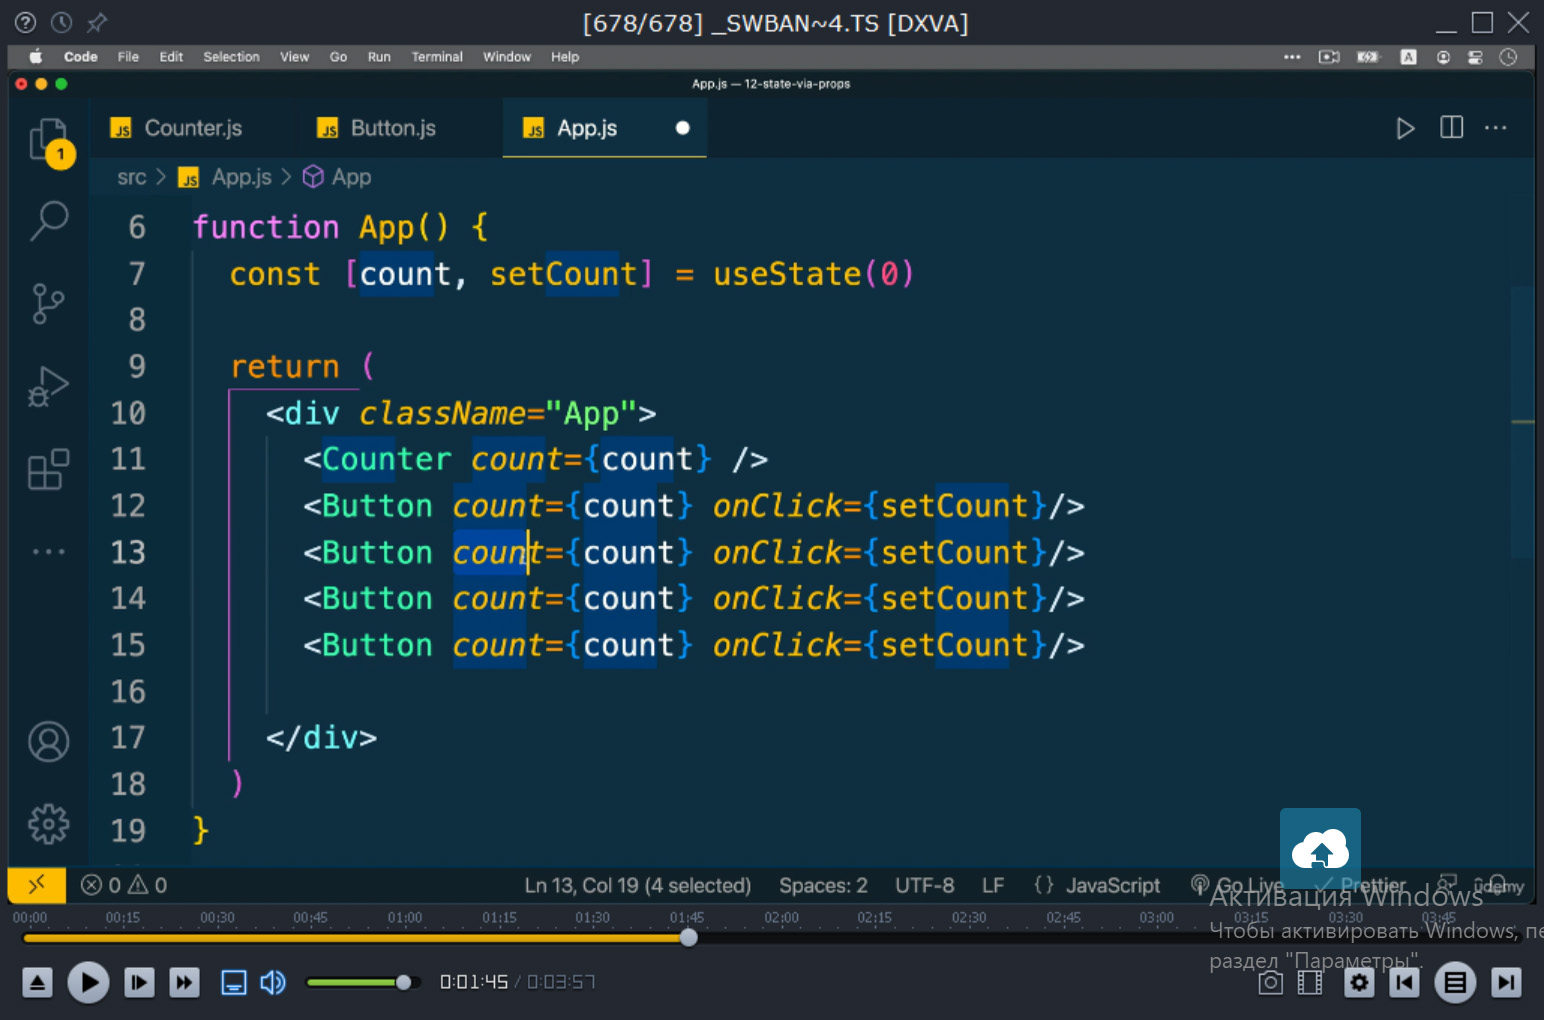 [678/678] _SWBAN~4.TS [DXVA]
Code File Edit Selection View Go Run Terminal Window Help
A
App.js — 12-state-via-props
JS Counter.js JS Button.js JS App.js
1
src > JS App.js > App
6 function App() {
7 const [count, setCount] = useState(0)
8
9 return (
10 <div className="App">
11 <Counter count={count} />
12 <Button count={count} onClick={setCount}/>
13 <Button count={count} onClick={setCount}/>
14 <Button count={count} onClick={setCount}/>
15 <Button count={count} onClick={setCount}/>
16
17 </div>
18 )
19 }
0 0 Ln 13, Col 19 (4 selected) Spaces: 2 UTF-8 LF {} JavaScript Go Live Prettier
ûdemy
Активация Windows
Чтобы активировать Windows, пе
раздел "Параметры".
00:00 00:15 00:30 00:45 01:00 01:15 01:30 01:45 02:00 02:15 02:30 02:45 03:00 03:15 03:30 03:45
0:01:45 / 0:03:57